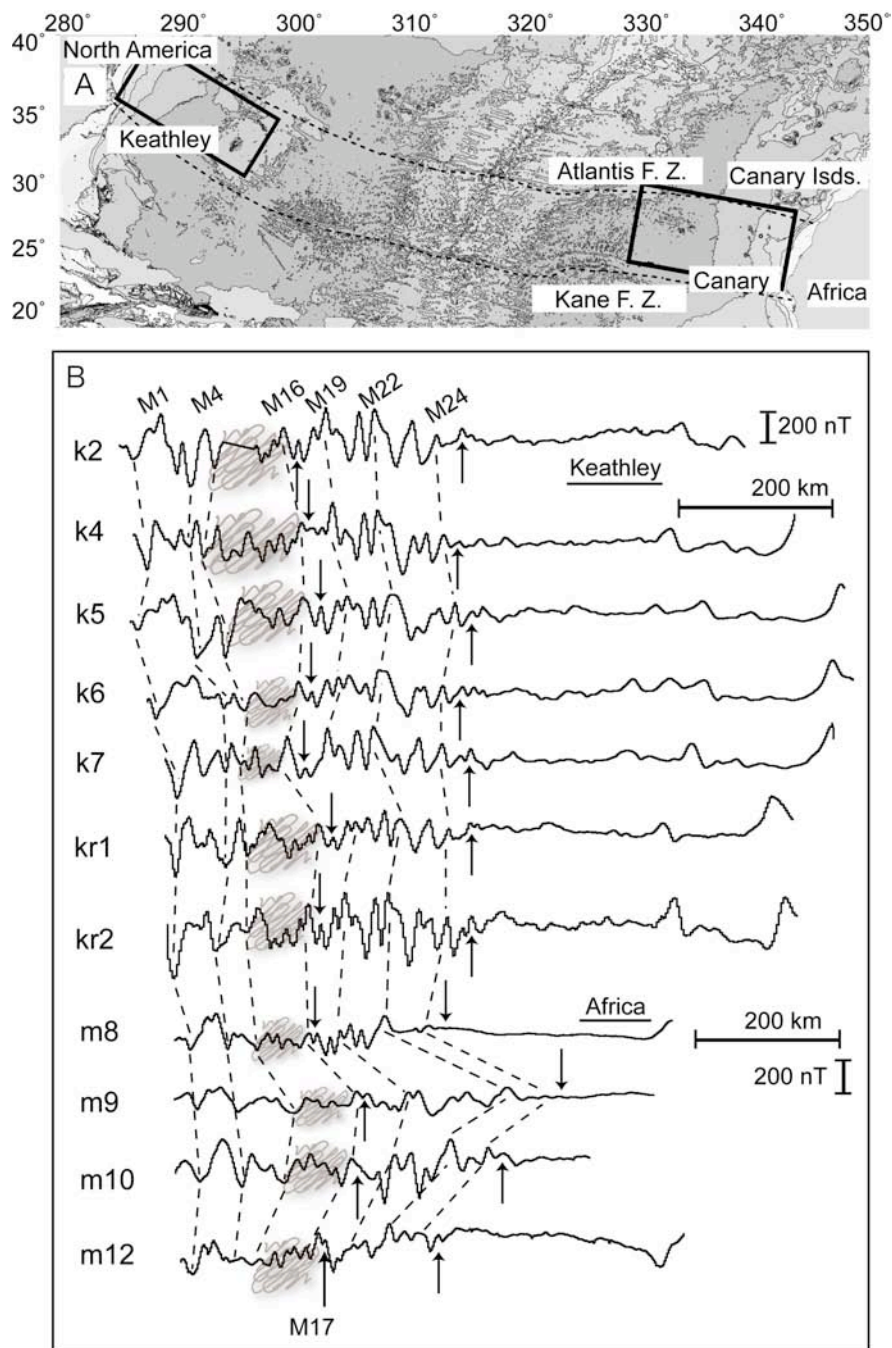 280° 290° 300° 310° 320° 330° 340° 350°
40°
North America
A
35°
Keathley
30°
Atlantis F. Z.
Canary Isds.
25°
Canary
Africa
Kane F. Z.
20°
B
M1 M4 M16 M19 M22 M24
k2
200 nT
Keathley
200 km
k4
k5
k6
k7
kr1
kr2
Africa
m8
200 km
200 nT
m9
m10
m12
M17